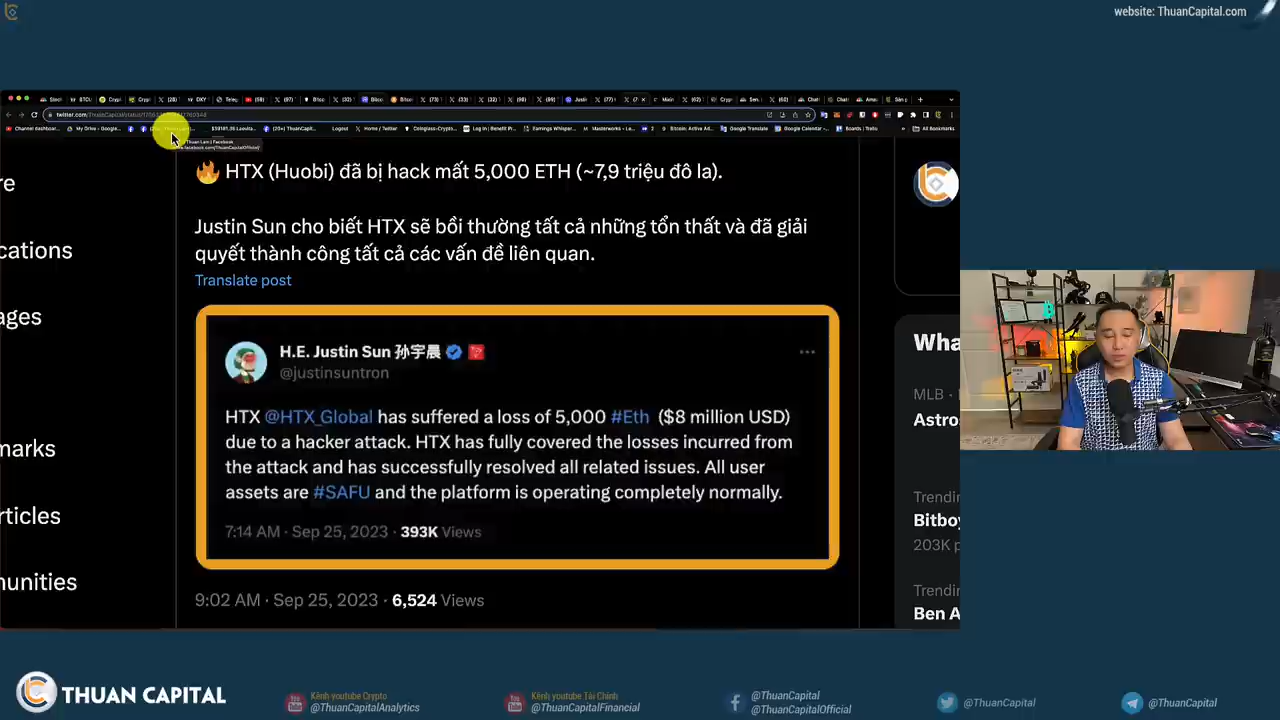 website: ThuanCapital.com
🔥 HTX (Huobi) đã bị hack mất 5,000 ETH (~7,9 triệu đô la).
Justin Sun cho biết HTX sẽ bồi thường tất cả những tổn thất và đã giải
quyết thành công tất cả các vấn đề liên quan.
Translate post
H.E. Justin Sun 孙宇晨
@justinsuntron
HTX @HTX_Global has suffered a loss of 5,000 #Eth ($8 million USD)
due to a hacker attack. HTX has fully covered the losses incurred from
the attack and has successfully resolved all related issues. All user
assets are #SAFU and the platform is operating completely normally.
7:14 AM · Sep 25, 2023 · 393K Views
9:02 AM · Sep 25, 2023 · 6,524 Views
re
ications
ages
marks
rticles
nunities
Wha
MLB ·
Astros
Trending
Bitboy
203K p
Trending
Ben A
THUAN CAPITAL
Kênh youtube Crypto
@ThuanCapitalAnalytics
Kênh youtube Tài Chính
@ThuanCapitalFinancial
@ThuanCapital
@ThuanCapitalOfficial
@ThuanCapital
@ThuanCapital